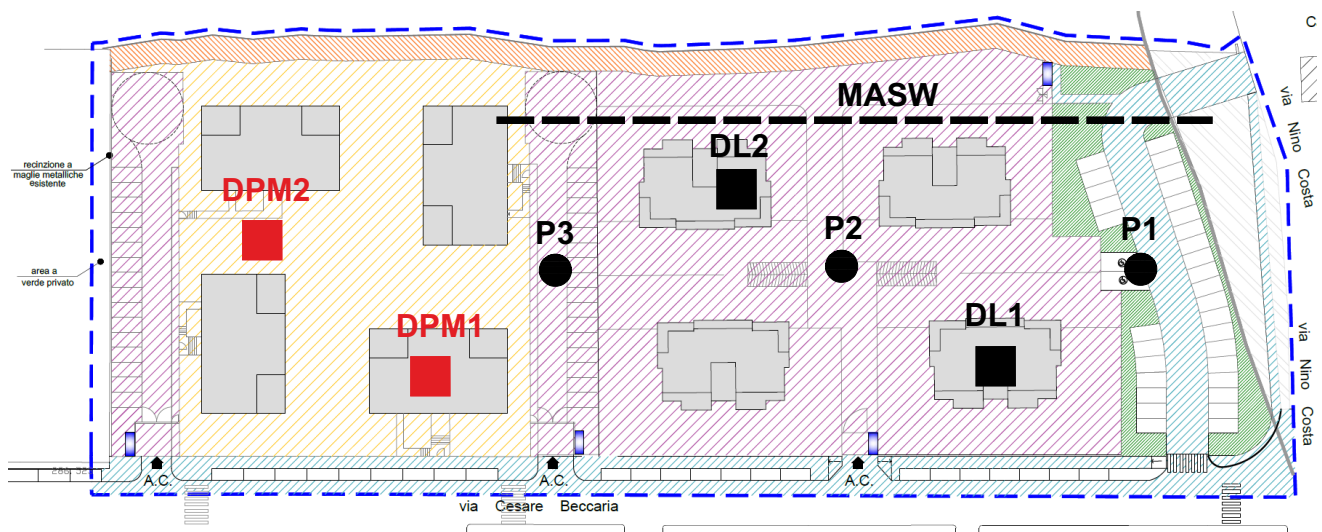 C
via
Nino
Costa
MASW
DL2
recinzione a
maglie metalliche
esistente
DPM2
P3
P2
P1
area a
verde privato
DPM1
DL1
via
Nino
Costa
A.C.
A.C.
A.C.
via Cesare Beccaria